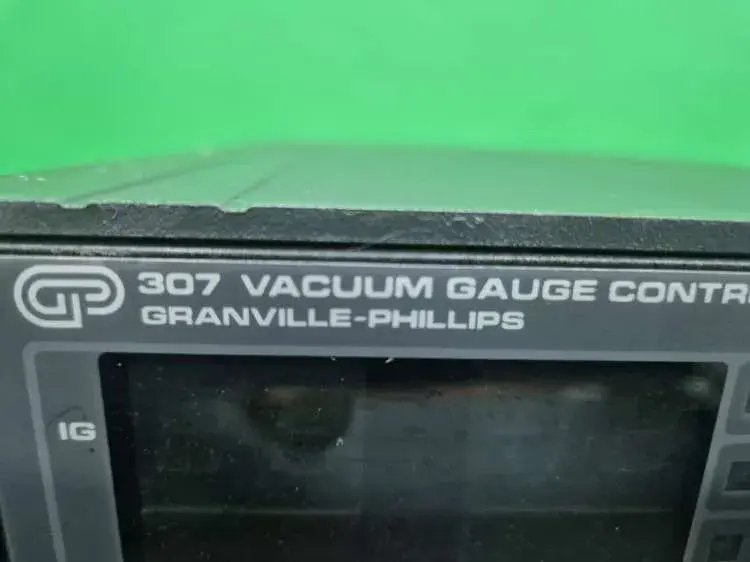 GP
307 VACUUM GAUGE CONTR
GRANVILLE-PHILLIPS
IG